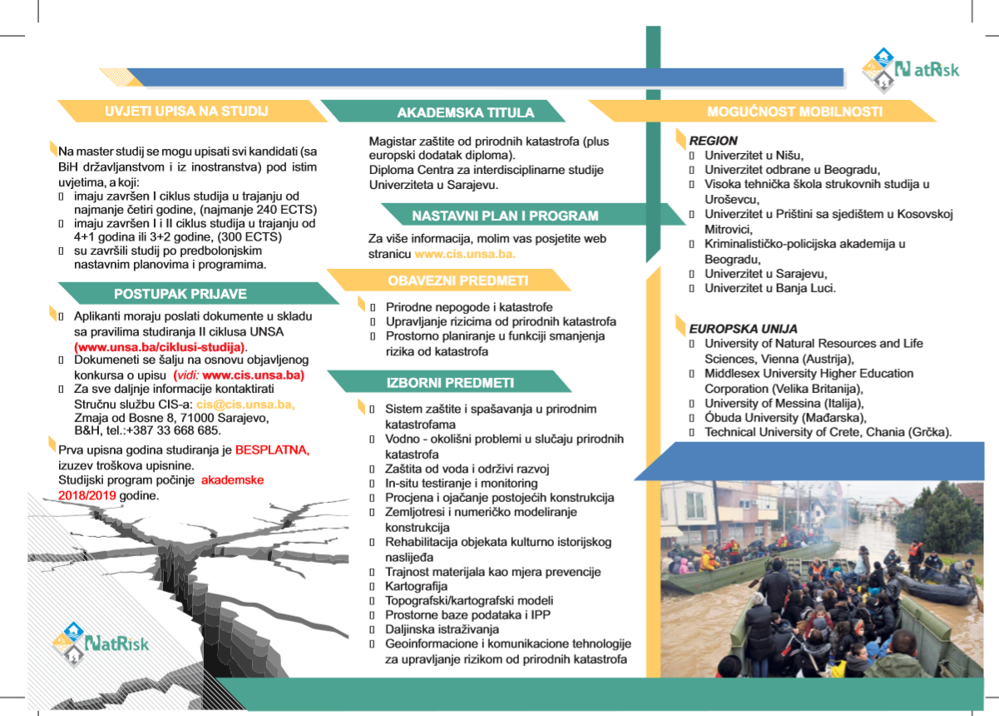 NatRisk
UVJETI UPISA NA STUDIJ
Na master studij se mogu upisati svi kandidati (sa
BiH državljanstvom i iz inostranstva) pod istim
uvjetima, a koji:
imaju završen I ciklus studija u trajanju od
najmanje četiri godine, (najmanje 240 ECTS)
imaju završen I i II ciklus studija u trajanju od
4+1 godina ili 3+2 godine, (300 ECTS)
su završili studij po predbolonjskim
nastavnim planovima i programima.
POSTUPAK PRIJAVE
Aplikanti moraju poslati dokumente u skladu
sa pravilima studiranja II ciklusa UNSA
(www.unsa.ba/ciklusi-studija).
Dokumeneti se šalju na osnovu objavljenog
konkursa o upisu (vidi: www.cis.unsa.ba)
Za sve daljnje informacije kontaktirati
Stručnu službu CIS-a: cis@cis.unsa.ba,
Zmaja od Bosne 8, 71000 Sarajevo,
B&H, tel.:+387 33 668 685.
Prva upisna godina studiranja je BESPLATNA,
izuzev troškova upisnine.
Studijski program počinje akademske
2018/2019 godine.
NatRisk
AKADEMSKA TITULA
Magistar zaštite od prirodnih katastrofa (plus
europski dodatak diploma).
Diploma Centra za interdisciplinarne studije
Univerziteta u Sarajevu.
NASTAVNI PLAN I PROGRAM
Za više informacija, molim vas posjetite web
stranicu www.cis.unsa.ba.
OBAVEZNI PREDMETI
Prirodne nepogode i katastrofe
Upravljanje rizicima od prirodnih katastrofa
Prostorno planiranje u funkciji smanjenja
rizika od katastrofa
IZBORNI PREDMETI
Sistem zaštite i spašavanja u prirodnim
katastrofama
Vodno - okolišni problemi u slučaju prirodnih
katastrofa
Zaštita od voda i održivi razvoj
In-situ testiranje i monitoring
Procjena i ojačanje postojećih konstrukcija
Zemljotresi i numeričko modeliranje
konstrukcija
Rehabilitacija objekata kulturno istorijskog
naslijeđa
Trajnost materijala kao mjera prevencije
Kartografija
Topografski/kartografski modeli
Prostorne baze podataka i IPP
Daljinska istraživanja
Geoinformacione i komunikacione tehnologije
za upravljanje rizikom od prirodnih katastrofa
MOGUĆNOST MOBILNOSTI
REGION
Univerzitet u Nišu,
Univerzitet odbrane u Beogradu,
Visoka tehnička škola strukovnih studija u
Uroševcu,
Univerzitet u Prištini sa sjedištem u Kosovskoj
Mitrovici,
Kriminalističko-policijska akademija u
Beogradu,
Univerzitet u Sarajevu,
Univerzitet u Banja Luci.
EUROPSKA UNIJA
University of Natural Resources and Life
Sciences, Vienna (Austrija),
Middlesex University Higher Education
Corporation (Velika Britanija),
University of Messina (Italija),
Óbuda University (Mađarska),
Technical University of Crete, Chania (Grčka).